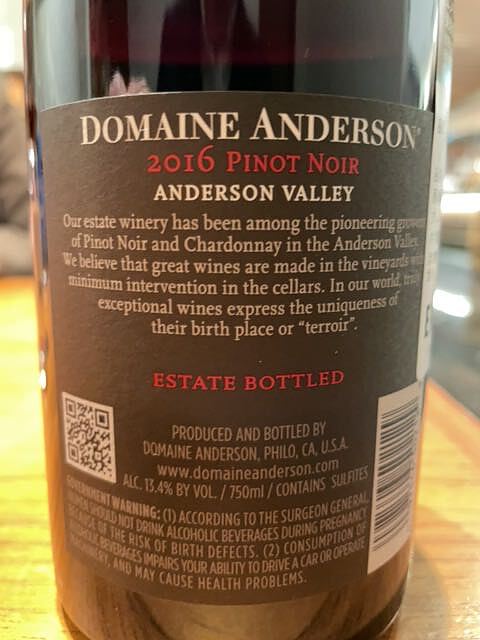 DOMAINE ANDERSON
2016 PINOT NOIR
ANDERSON VALLEY
Our estate winery has been among the pioneering growers
of Pinot Noir and Chardonnay in the Anderson Valley.
We believe that great wines are made in the vineyards with
minimum intervention in the cellars. In our world, truly
exceptional wines express the uniqueness of
their birth place or “terroir”.
ESTATE BOTTLED
PRODUCED AND BOTTLED BY
DOMAINE ANDERSON, PHILO, CA, U.S.A.
www.domaineanderson.com
ALC. 13.4% BY VOL. / 750ml / CONTAINS SULFITES
GOVERNMENT WARNING: (1) ACCORDING TO THE SURGEON GENERAL,
WOMEN SHOULD NOT DRINK ALCOHOLIC BEVERAGES DURING PREGNANCY
BECAUSE OF THE RISK OF BIRTH DEFECTS. (2) CONSUMPTION OF
ALCOHOLIC BEVERAGES IMPAIRS YOUR ABILITY TO DRIVE A CAR OR OPERATE
MACHINERY, AND MAY CAUSE HEALTH PROBLEMS.